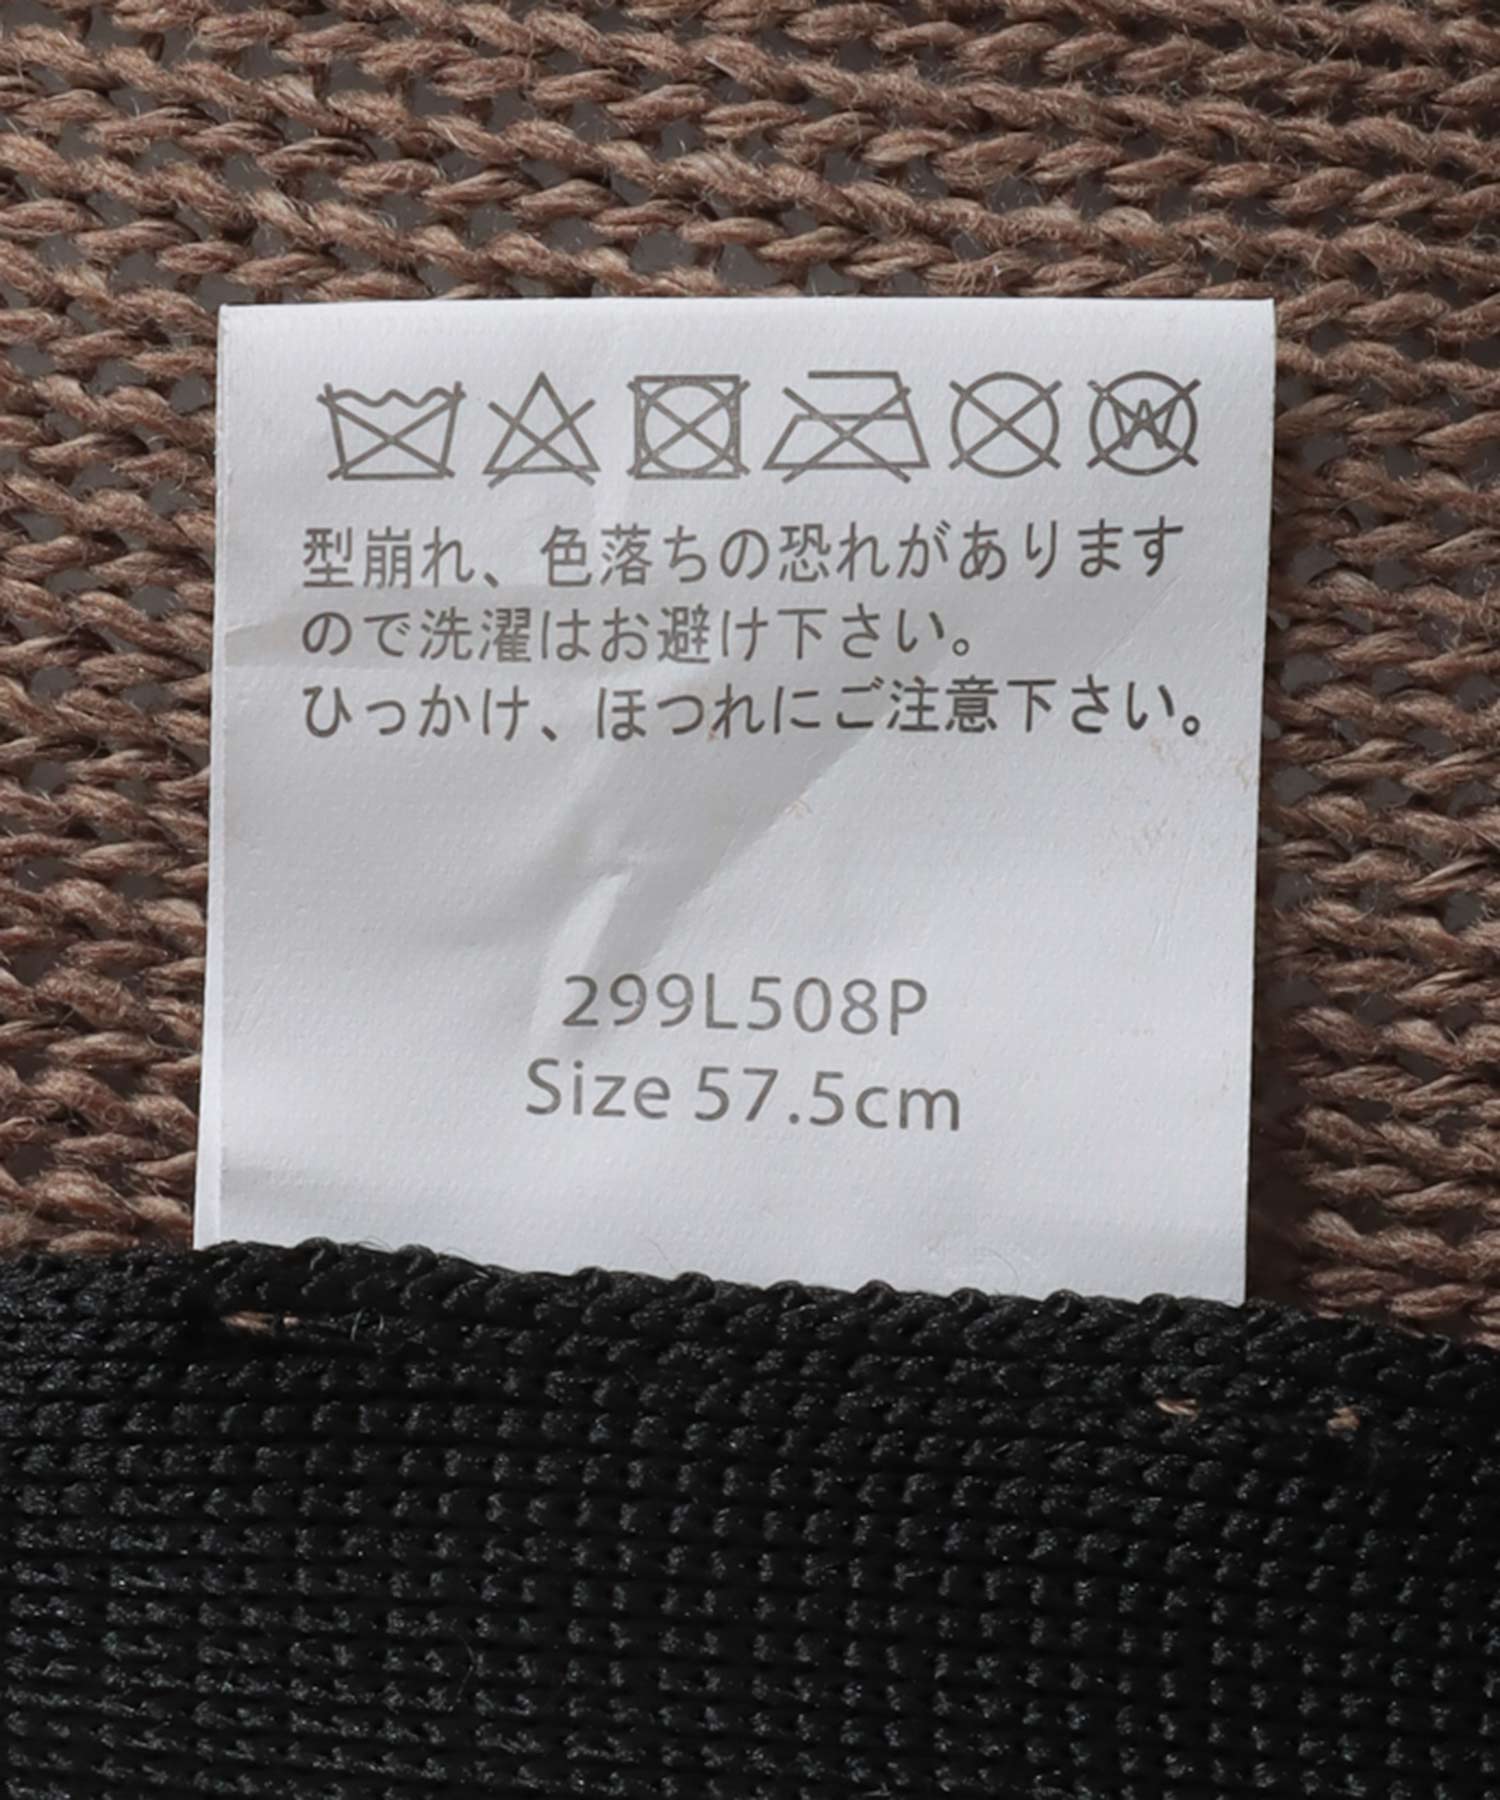 型崩れ、色落ちの恐れがあります
ので洗濯はお避け下さい。
ひっかけ、ほつれにご注意下さい。
299L508P
Size 57.5cm